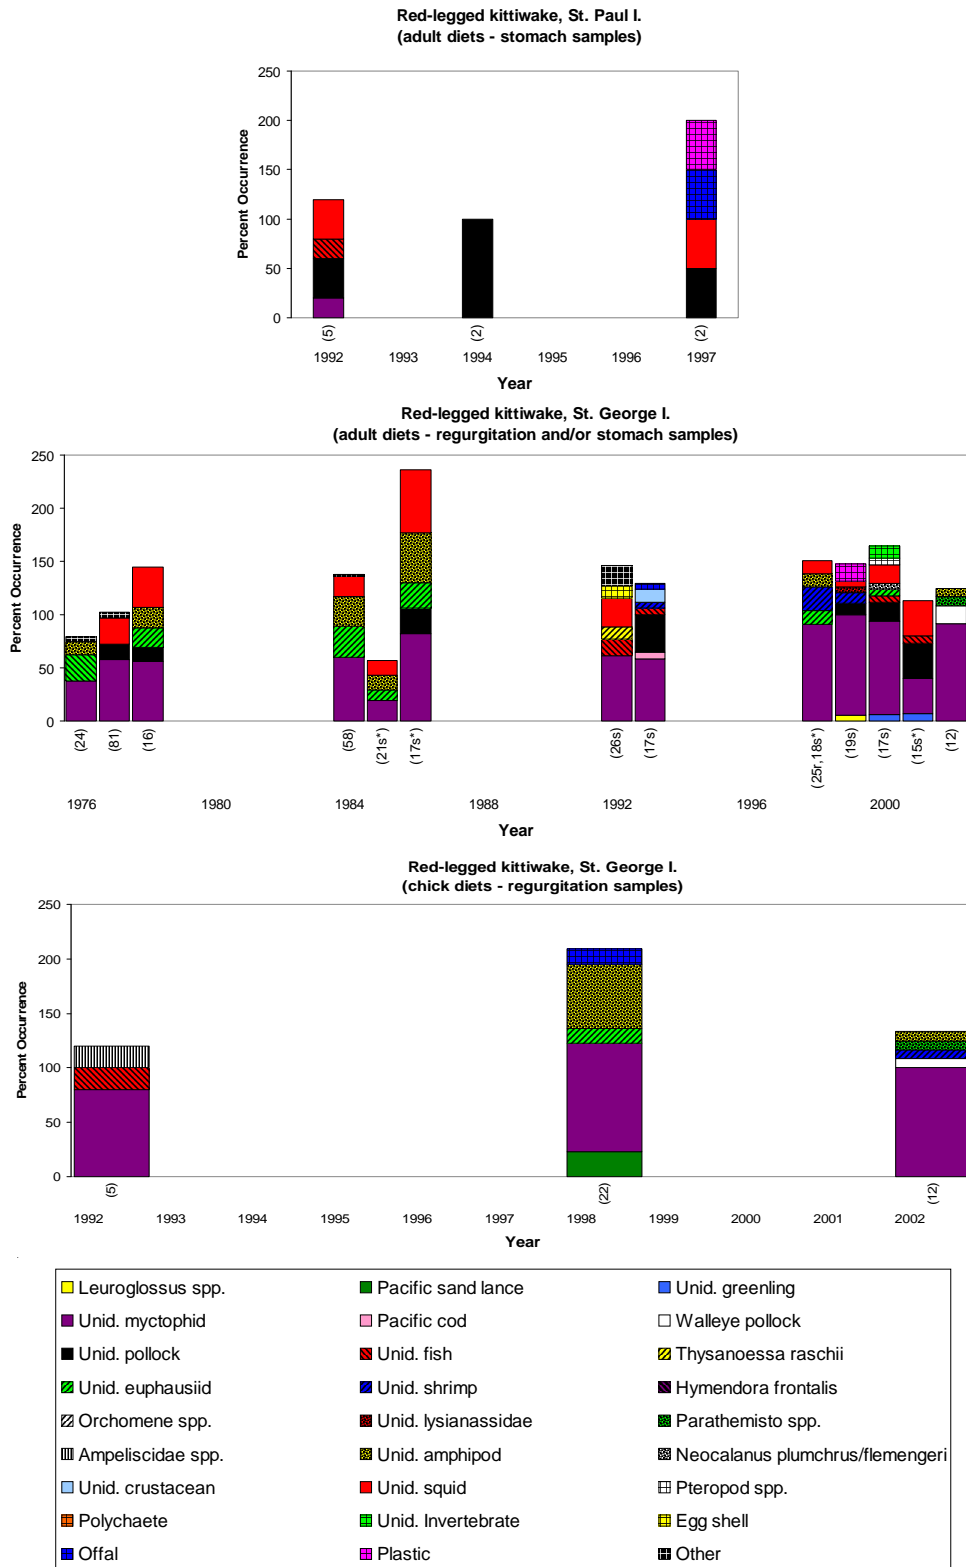 Red-legged kittiwake, St. Paul I.
(adult diets - stomach samples)
Percent Occurrence
250
200
150
100
50
0
(5)
(2)
(2)
1992 1993 1994 1995 1996 1997
Year
Red-legged kittiwake, St. George I.
(adult diets - regurgitation and/or stomach samples)
Percent Occurrence
250
200
150
100
50
0
(24) (81) (16) (58) (21s*) (17s*) (26s) (17s) (25r,18s*) (19s) (17s) (15s*) (12)
1976 1980 1984 1988 1992 1996 2000
Year
Red-legged kittiwake, St. George I.
(chick diets - regurgitation samples)
Percent Occurrence
250
200
150
100
50
0
(5) (22) (12)
1992 1993 1994 1995 1996 1997 1998 1999 2000 2001 2002
Year
Leuroglossus spp. Pacific sand lance Unid. greenling
Unid. myctophid Pacific cod Walleye pollock
Unid. pollock Unid. fish Thysanoessa raschii
Unid. euphausiid Unid. shrimp Hymendora frontalis
Orchomene spp. Unid. lysianassidae Parathemisto spp.
Ampeliscidae spp. Unid. amphipod Neocalanus plumchrus/flemengeri
Unid. crustacean Unid. squid Pteropod spp.
Polychaete Unid. Invertebrate Egg shell
Offal Plastic Other